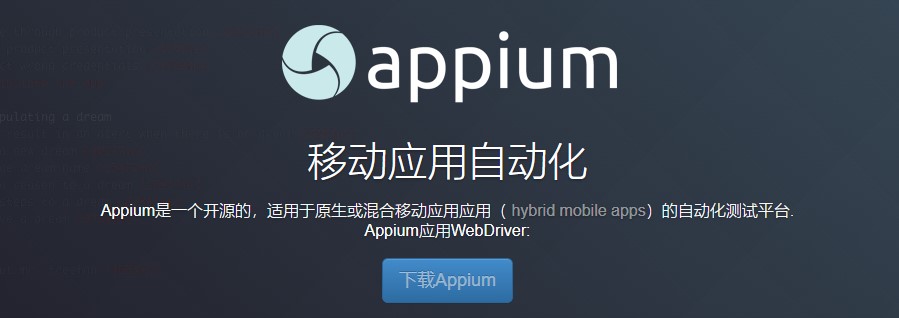 appium
移动应用自动化
Appium是一个开源的，适用于原生或混合移动应用应用（ hybrid mobile apps）的自动化测试平台.
Appium应用WebDriver:
下载Appium